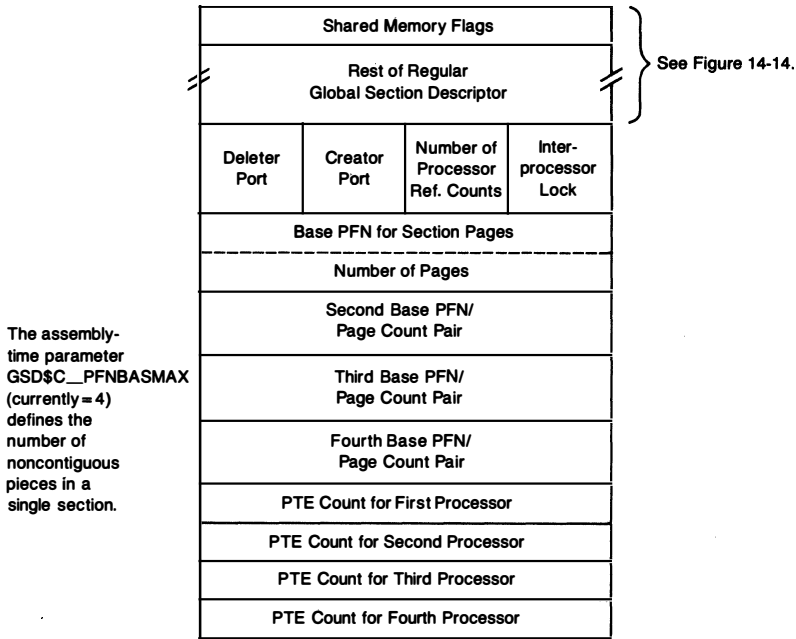 Shared Memory Flags
See Figure 14-14.
Rest of Regular
Global Section Descriptor
Deleter
Port
Creator
Port
Number of
Processor
Ref. Counts
Inter-
processor
Lock
Base PFN for Section Pages
Number of Pages
Second Base PFN/
Page Count Pair
The assembly-
time parameter
GSD$C__PFNBASMAX
(currently=4)
defines the
number of
noncontiguous
pieces in a
single section.
Third Base PFN/
Page Count Pair
Fourth Base PFN/
Page Count Pair
PTE Count for First Processor
PTE Count for Second Processor
PTE Count for Third Processor
PTE Count for Fourth Processor